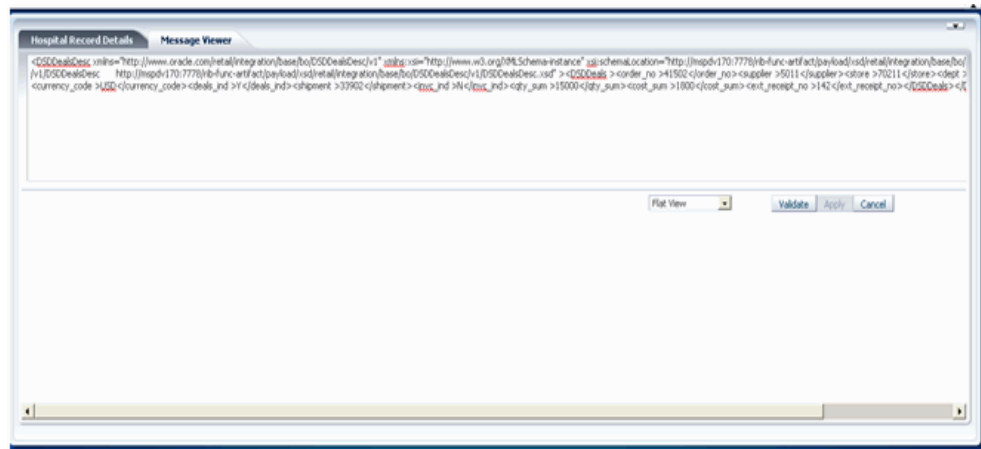 Hospital Record Details Message Viewer
<DSDDealsDesc xmlns="http://www.oracle.com/retail/integration/base/bo/DSDDealsDesc/v1" xmlns:xsi="http://www.w3.org/XMLSchema-instance" xsi:schemaLocation="http://mspdv170:7778/rib-func-artifact/payload/xsd/retail/integration/base/bo/
/v1/DSDDealsDesc http://mspdv170:7778/rib-func-artifact/payload/xsd/retail/integration/base/bo/DSDDealsDesc/v1/DSDDealsDesc.xsd" ><DSDDeals ><order_no >41502</order_no><supplier >5011</supplier><store >70211</store><dept >
<currency_code >USD</currency_code><deals_ind >Y</deals_ind><shipment >33902</shipment><invc_ind >N</invc_ind><qty_sum >15000</qty_sum><cost_sum >1800</cost_sum><ext_receipt_no >142</ext_receipt_no></DSDDeals></D
Flat View Validate Apply Cancel